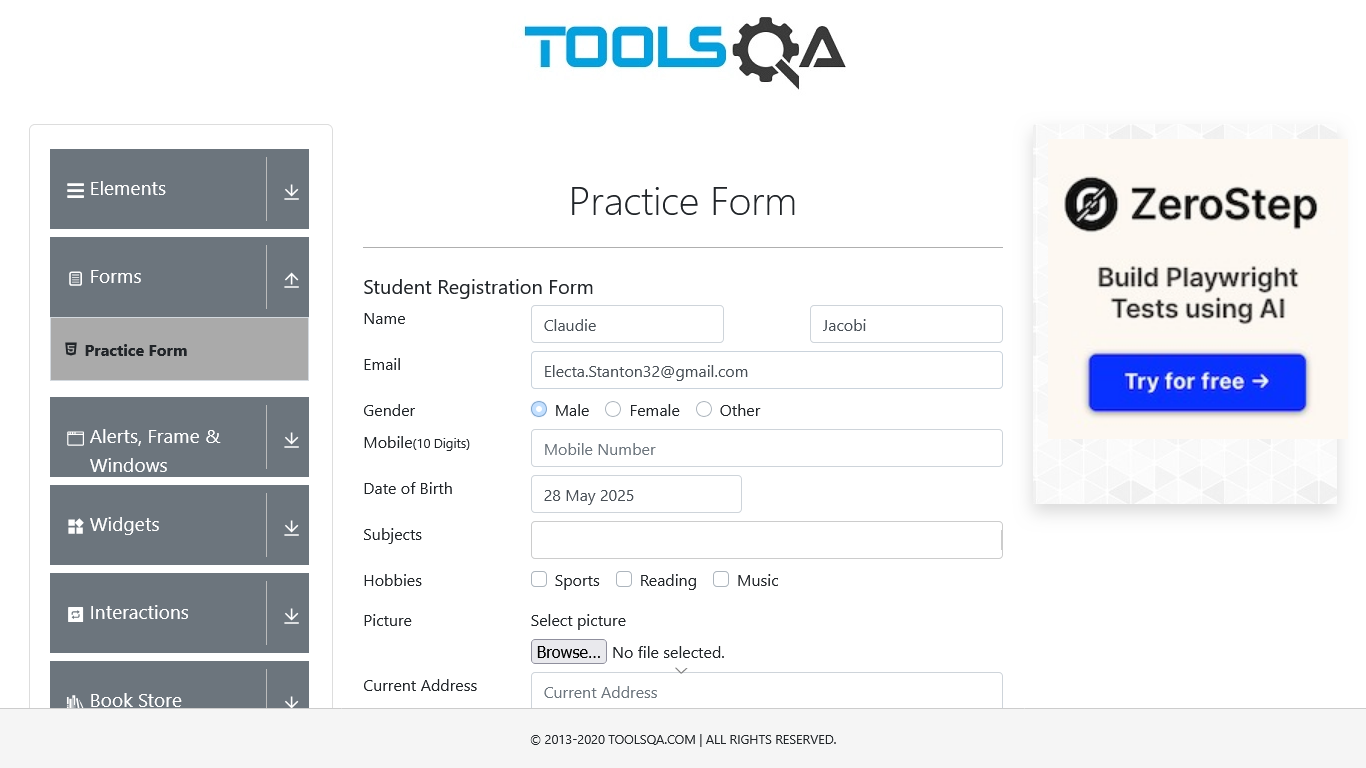 TOOLSQA
Elements
Forms
Practice Form
Alerts, Frame &
Windows
Widgets
Interactions
Book Store
Practice Form
Student Registration Form
Name
Claudie
Jacobi
Email
Electa.Stanton32@gmail.com
Gender
Male
Female
Other
Mobile(10 Digits)
Mobile Number
Date of Birth
28 May 2025
Subjects
Hobbies
Sports
Reading
Music
Picture
Select picture
Browse... No file selected.
Current Address
Current Address
ZeroStep
Build Playwright
Tests using AI
Try for free →
© 2013-2020 TOOLSQA.COM | ALL RIGHTS RESERVED.